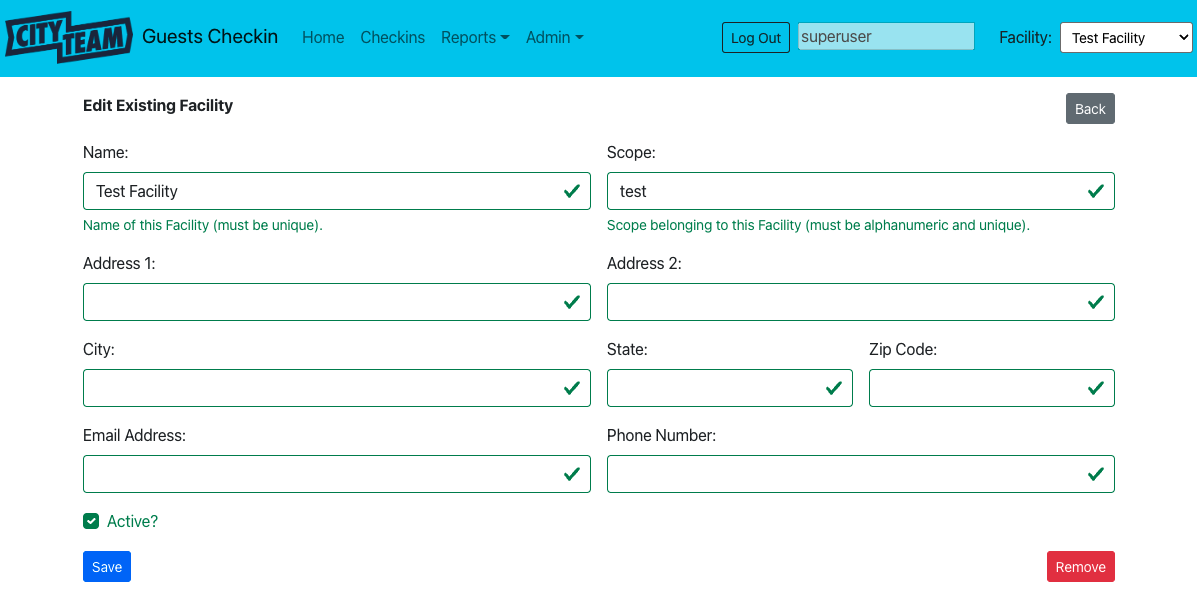 CITY TEAM Guests Checkin Home Checkins Reports Admin Log Out superuser Facility: Test Facility
Edit Existing Facility Back
Name: Scope:
Test Facility test
Name of this Facility (must be unique). Scope belonging to this Facility (must be alphanumeric and unique).
Address 1: Address 2:
City: State: Zip Code:
Email Address: Phone Number:
Active?
Save Remove